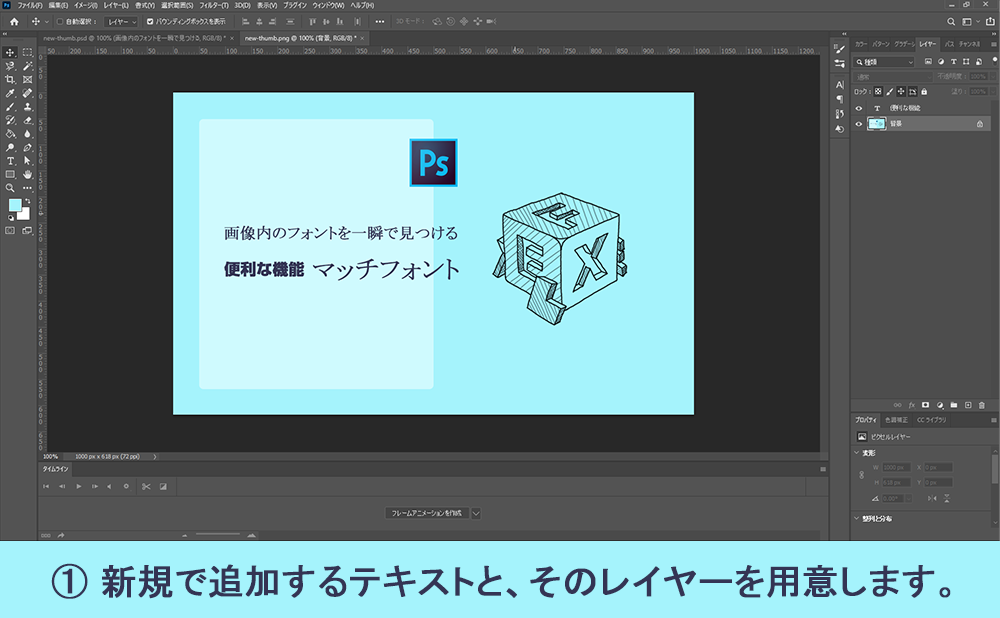 Ps ファイル(F) 編集(E) イメージ(I) レイヤー(L) 書式(Y) 選択範囲(S) フィルター(T) 3D(D) 表示(V) プラグイン ウィンドウ(W) ヘルプ(H)
自動選択： レイヤー バウンディングボックスを表示 3D モード：
new-thumb.psd @ 100% (画像内のフォントを一瞬で見つける, RGB/8) * × new-thumb.png @ 100% (背景, RGB/8) * ×
カラー パターン グラデーション レイヤー パス チャンネル
種類
通常 不透明度： 100%
ロック： 塗り： 100%
T 便利な機能
背景
Ps
画像内のフォントを一瞬で見つける
便利な機能 マッチフォント
F
E X
100% 1000 px x 618 px (72 ppi)
タイムライン
フレームアニメーションを作成
プロパティ 色調補正 CC ライブラリ
ピクセルレイヤー
変形
W 1000 px X 0 px
H 618 px Y 0 px
0.00°
整列と分布
① 新規で追加するテキストと、そのレイヤーを用意します。